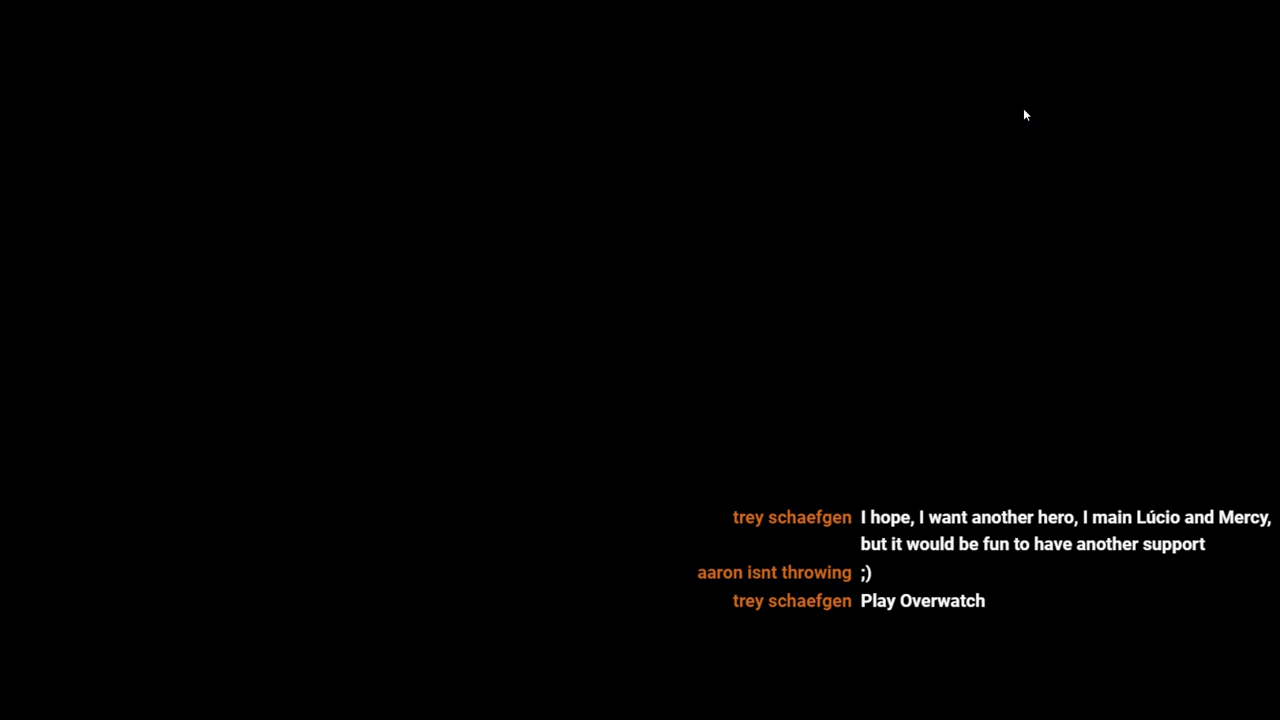 trey schaefgen I hope, I want another hero, I main Lúcio and Mercy,
but it would be fun to have another support
aaron isnt throwing ;)
trey schaefgen Play Overwatch